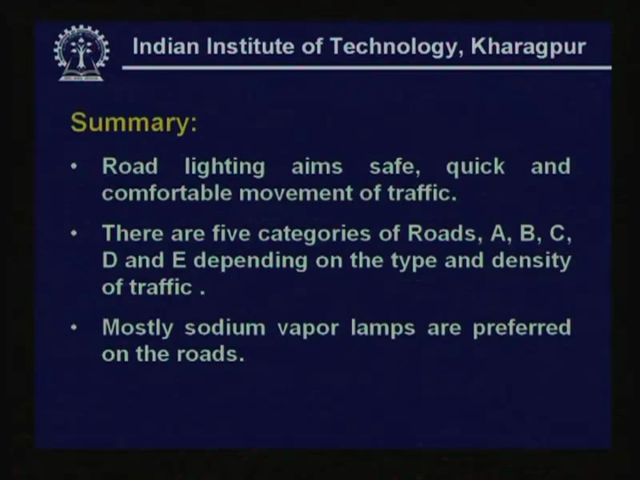 Indian Institute of Technology, Kharagpur
Summary:
• Road lighting aims safe, quick and
comfortable movement of traffic.
• There are five categories of Roads, A, B, C,
D and E depending on the type and density
of traffic .
• Mostly sodium vapor lamps are preferred
on the roads.